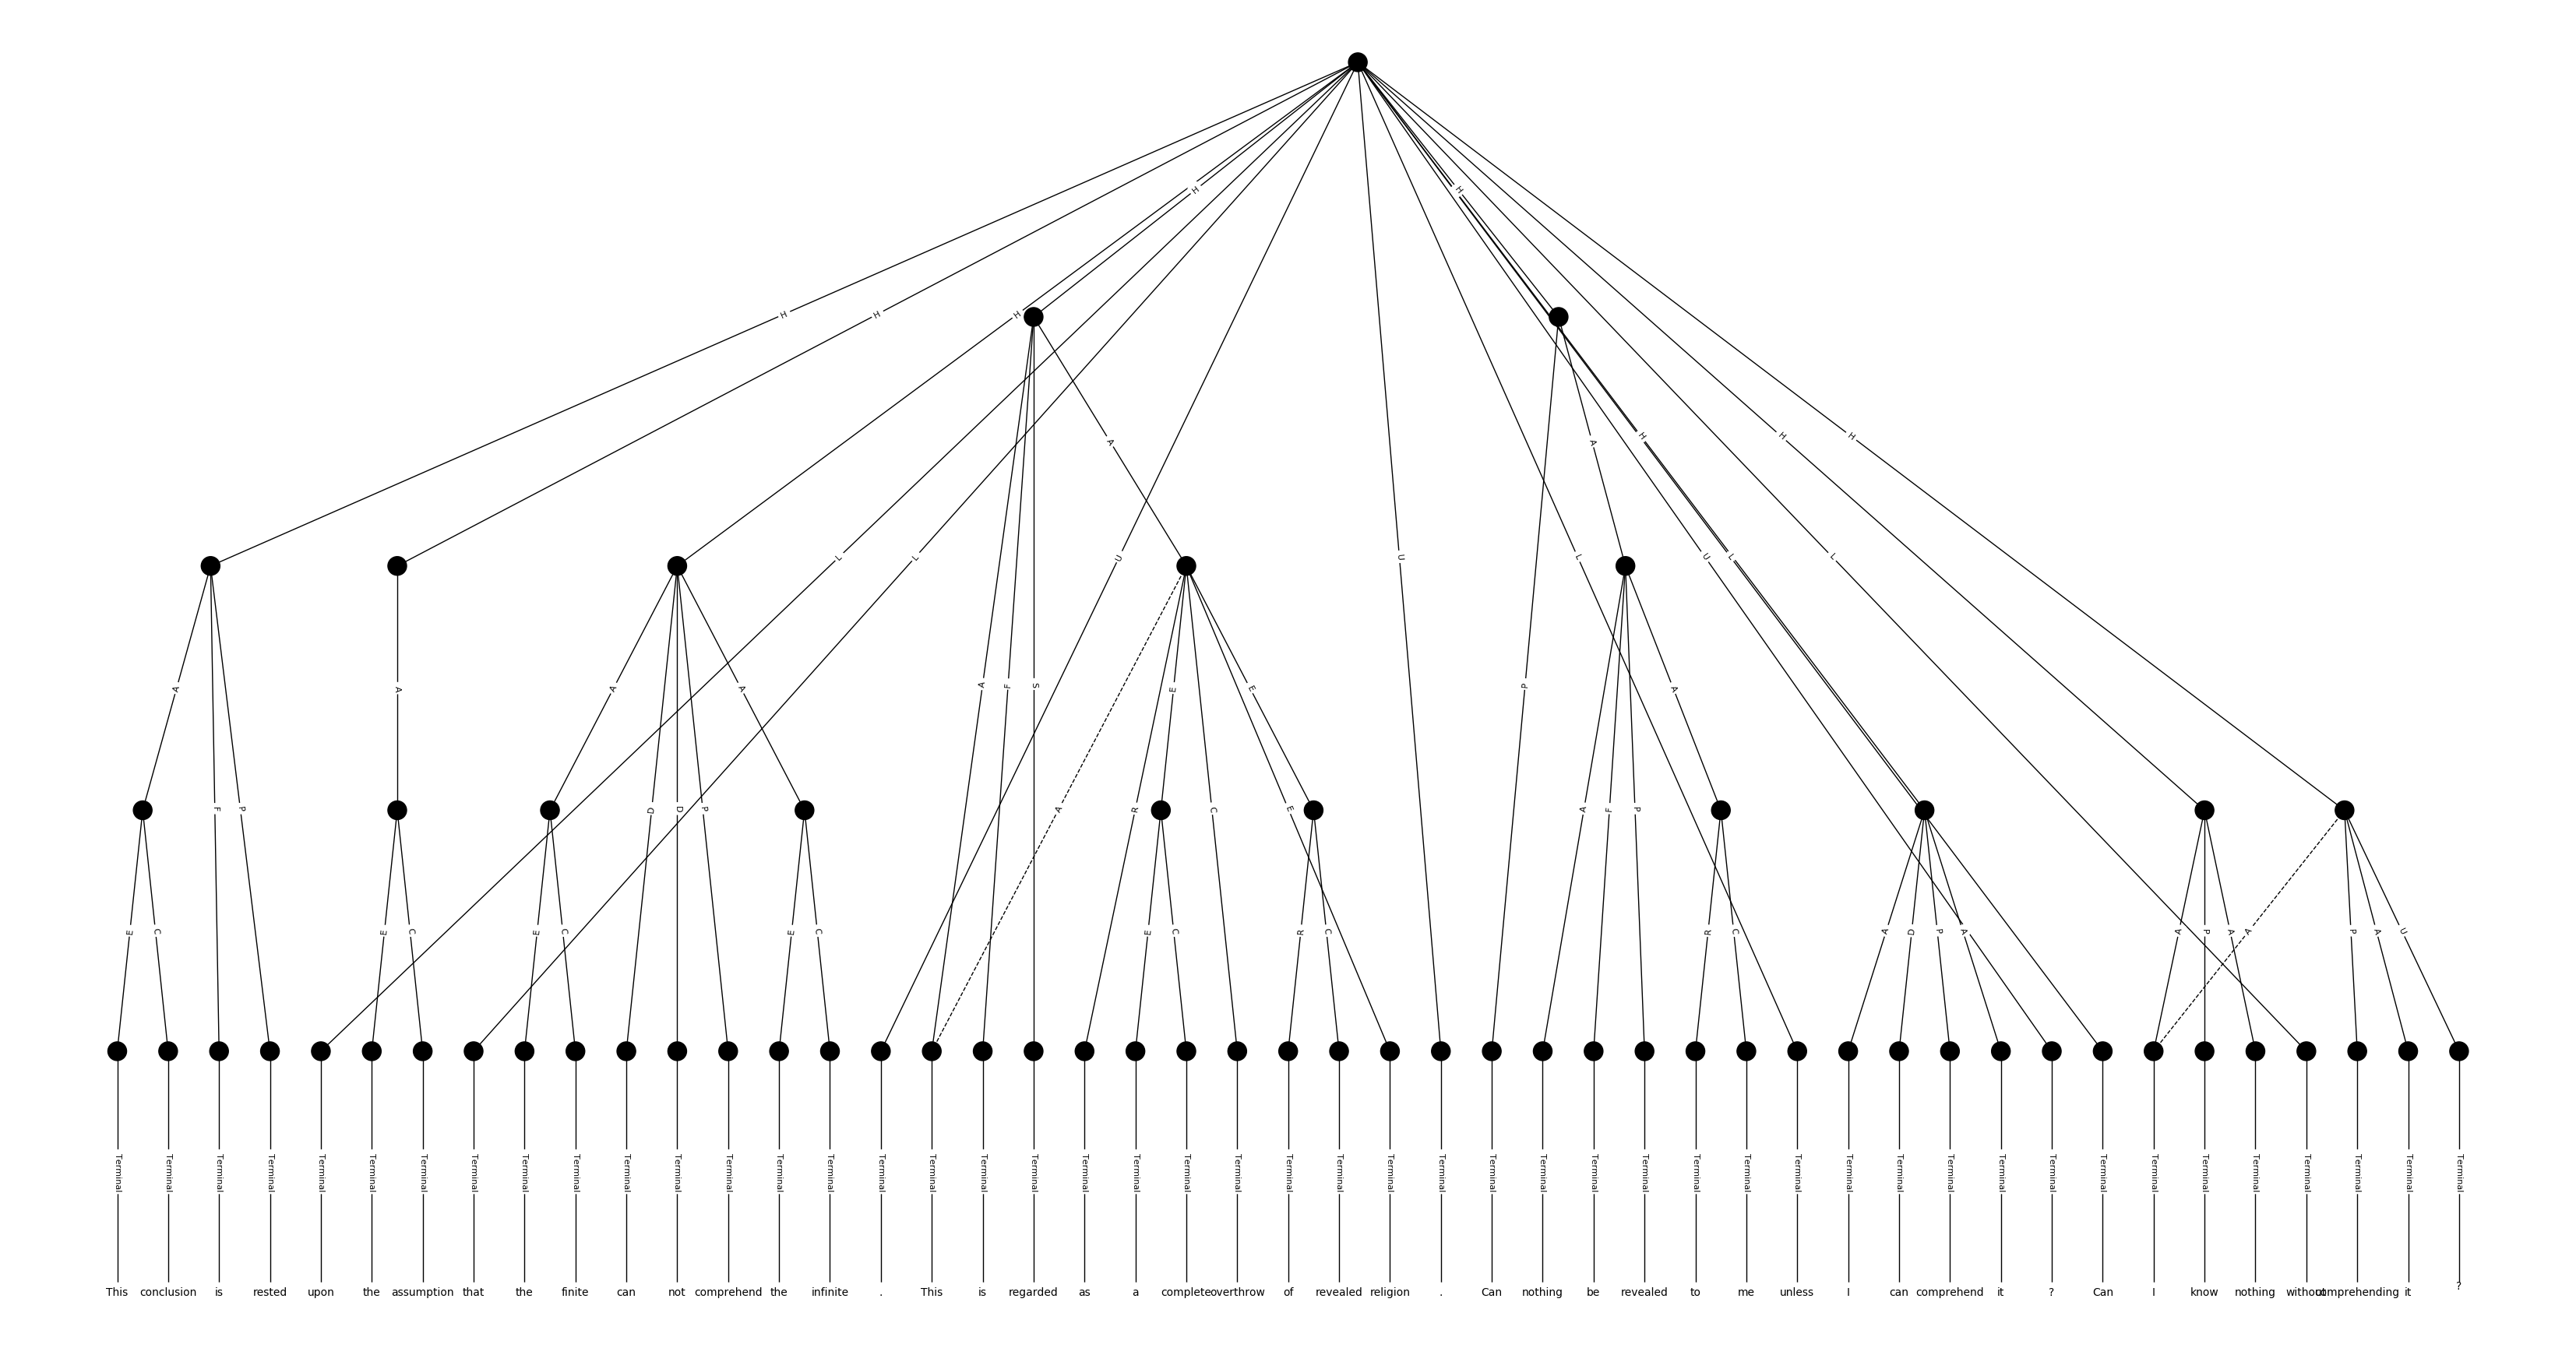 H H H H H
H H H H
L L U U L U L L
A A F S A P A
A F P A A D D P A R E C E E A A F P A
E C E C E C E C E C R C R C A D P A A P A A P A U
Terminal Terminal Terminal Terminal Terminal Terminal Terminal Terminal Terminal Terminal Terminal Terminal Terminal Terminal Terminal Terminal Terminal Terminal Terminal Terminal Terminal Terminal Terminal Terminal Terminal Terminal Terminal Terminal Terminal Terminal Terminal Terminal Terminal Terminal Terminal Terminal Terminal Terminal Terminal Terminal Terminal Terminal Terminal Terminal Terminal Terminal Terminal
This conclusion is rested upon the assumption that the finite can not comprehend the infinite . This is regarded as a complete overthrow of revealed religion . Can nothing be revealed to me unless I can comprehend it ? Can I know nothing without comprehending it ?